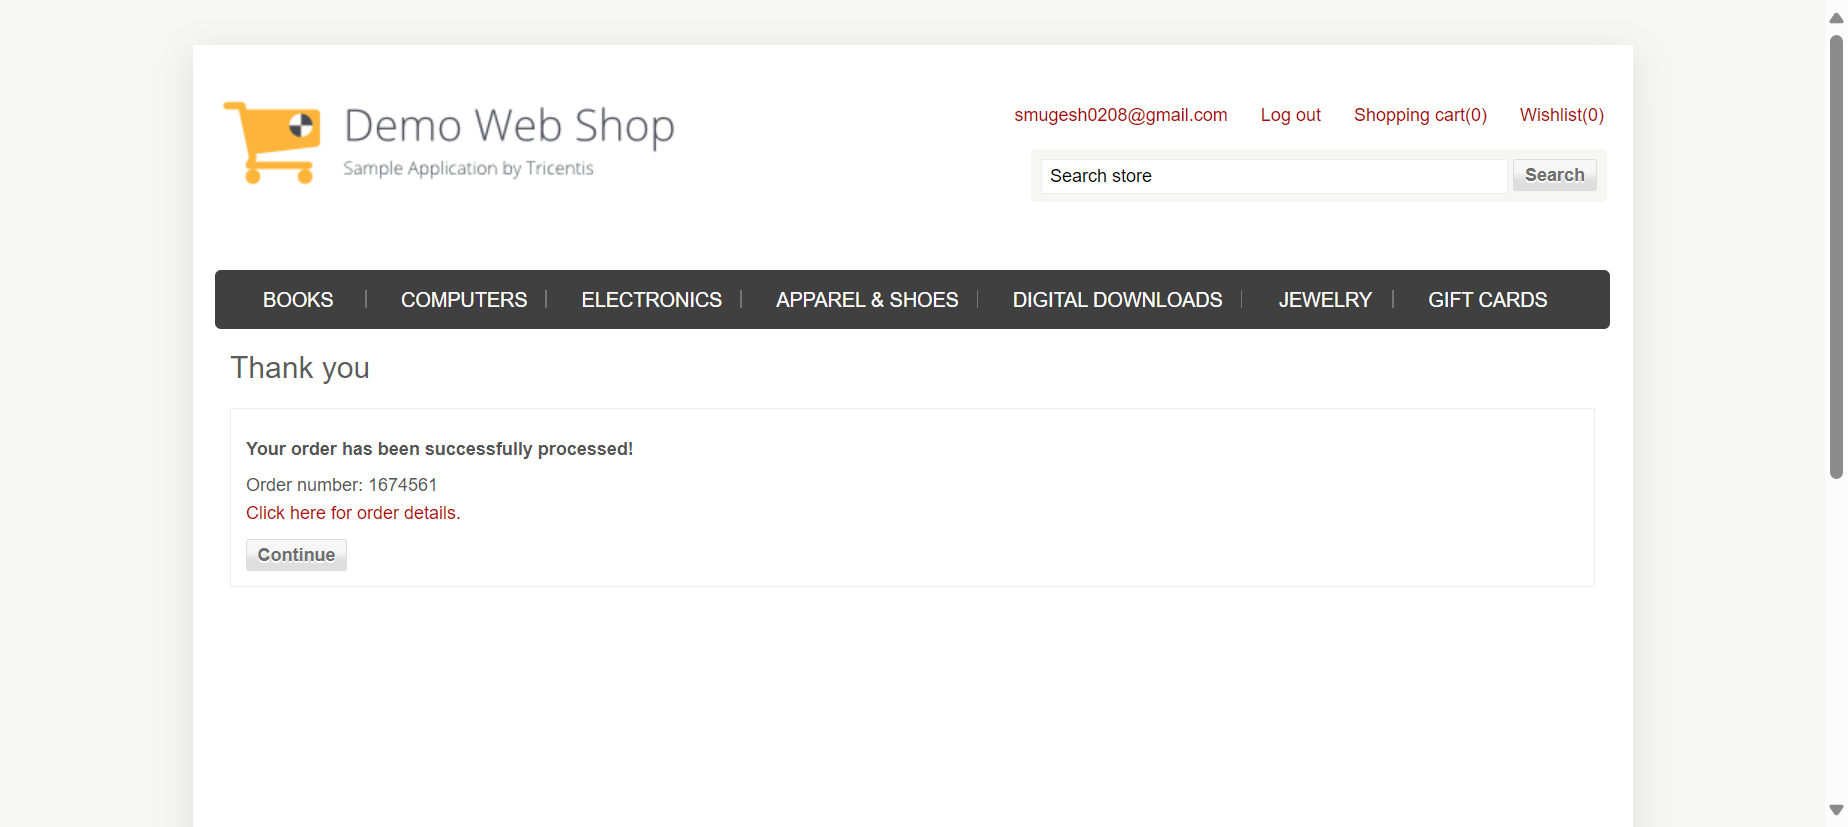 Demo Web Shop
Sample Application by Tricentis
smugesh0208@gmail.com Log out Shopping cart(0) Wishlist(0)
Search store Search
BOOKS COMPUTERS ELECTRONICS APPAREL & SHOES DIGITAL DOWNLOADS JEWELRY GIFT CARDS
Thank you
Your order has been successfully processed!
Order number: 1674561
Click here for order details.
Continue